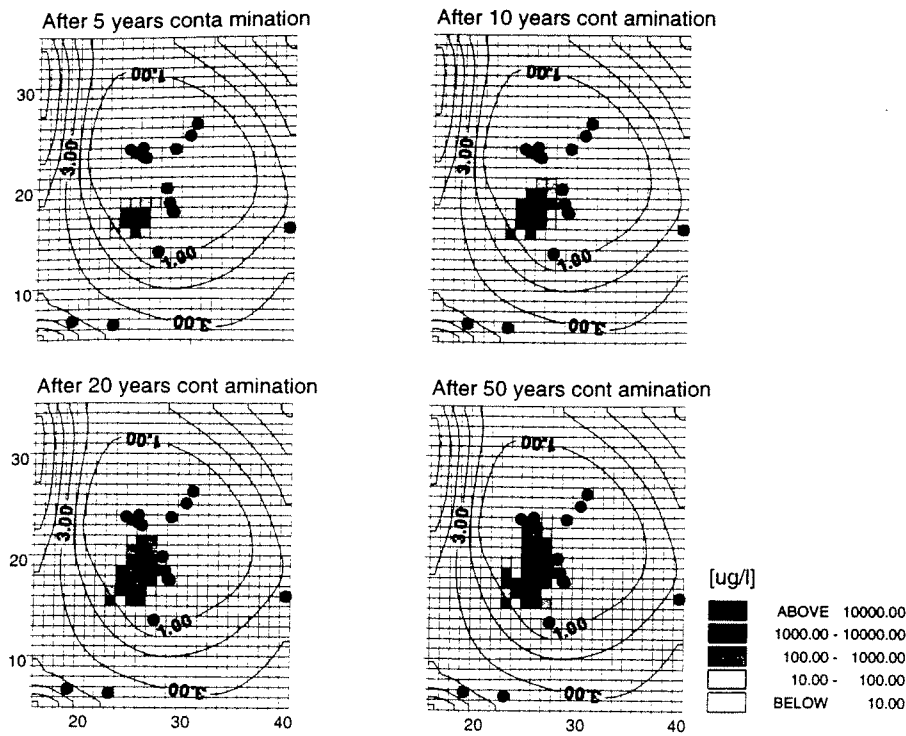 After 5 years conta mination
After 10 years cont amination
30
20
10
1.00
3.00
1.00
3.00
1.00
3.00
1.00
3.00
After 20 years cont amination
After 50 years cont amination
30
20
10
1.00
3.00
1.00
3.00
20
30
40
1.00
3.00
1.00
3.00
20
30
40
[ug/l]
ABOVE 10000.00
1000.00 - 10000.00
100.00 - 1000.00
10.00 - 100.00
BELOW 10.00